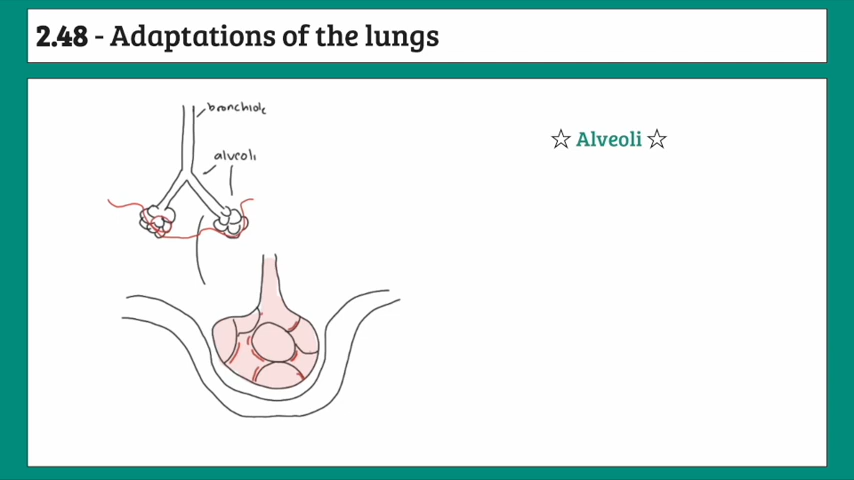 2.48 - Adaptations of the lungs
bronchiole
alveoli
☆ Alveoli ☆